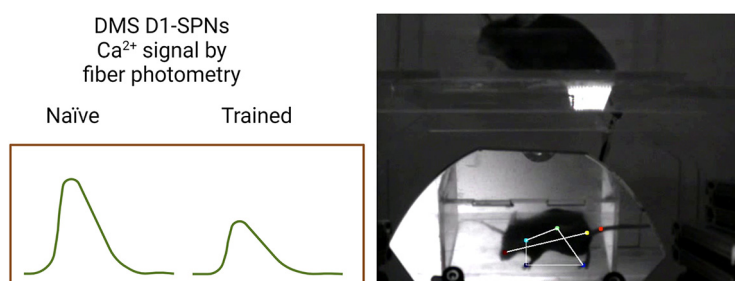 DMS D1-SPNs
Ca²⁺ signal by
fiber photometry
Naïve
Trained